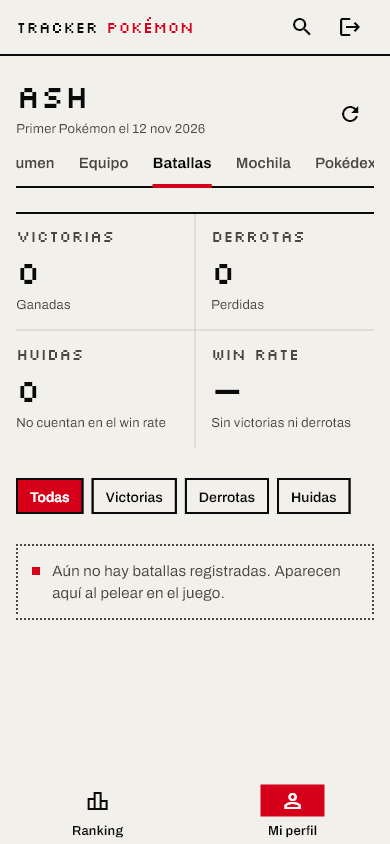 TRACKER POKÉMON
ASH
Primer Pokémon el 12 nov 2026
umen Equipo Batallas Mochila Pokédex
VICTORIAS DERROTAS
0 0
Ganadas Perdidas
HUIDAS WIN RATE
0 —
No cuentan en el win rate Sin victorias ni derrotas
Todas Victorias Derrotas Huidas
Aún no hay batallas registradas. Aparecen
aquí al pelear en el juego.
Ranking Mi perfil